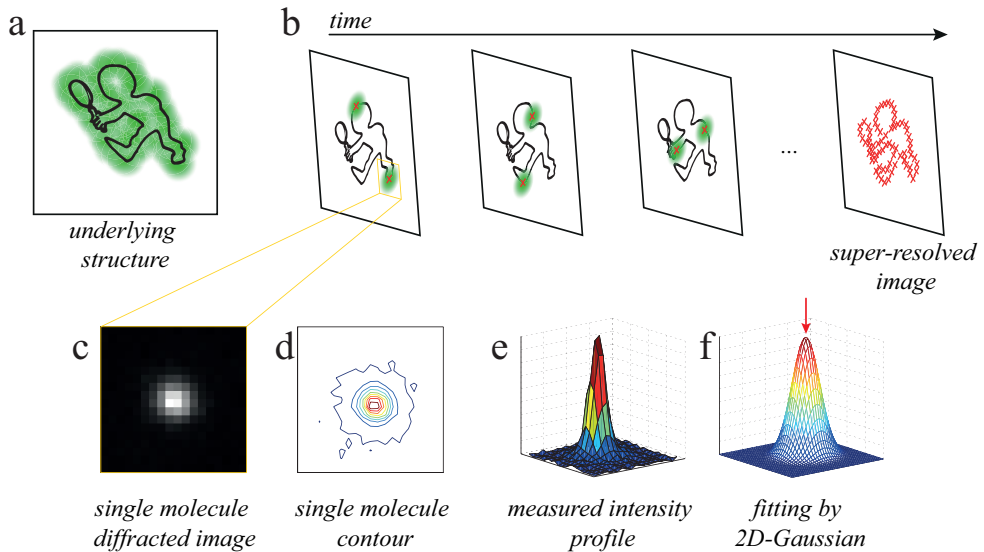 a
b
time
underlying
structure
...
super-resolved
image
c
d
e
f
single molecule
diffracted image
single molecule
contour
measured intensity
profile
fitting by
2D-Gaussian